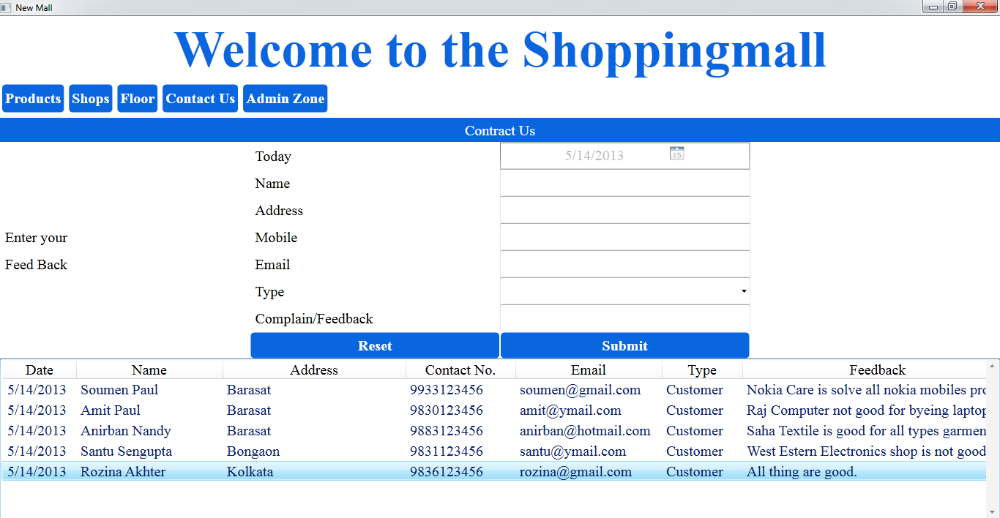 New Mall
Welcome to the Shoppingmall
Products Shops Floor Contact Us Admin Zone
Contract Us
Today 5/14/2013 15
Name
Address
Enter your Mobile
Feed Back Email
Type
Complain/Feedback
Reset Submit
Date Name Address Contact No. Email Type Feedback
5/14/2013 Soumen Paul Barasat 9933123456 soumen@gmail.com Customer Nokia Care is solve all nokia mobiles pro
5/14/2013 Amit Paul Barasat 9830123456 amit@ymail.com Customer Raj Computer not good for byeing laptop
5/14/2013 Anirban Nandy Barasat 9883123456 anirban@hotmail.com Customer Saha Textile is good for all types garmen
5/14/2013 Santu Sengupta Bongaon 9831123456 santu@ymail.com Customer West Estern Electronics shop is not good
5/14/2013 Rozina Akhter Kolkata 9836123456 rozina@gmail.com Customer All thing are good.